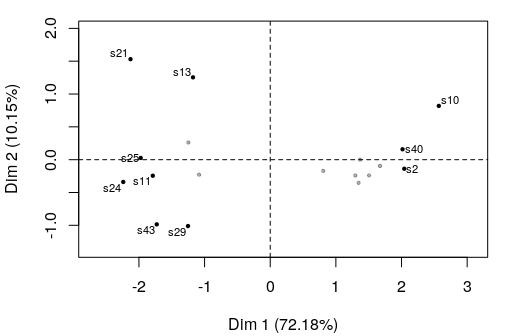 2.0
1.0
0.0
-1.0
Dim 2 (10.15%)
s21
s13
s10
s40
s25
s2
s11
s24
s43
s29
-2
-1
0
1
2
3
Dim 1 (72.18%)